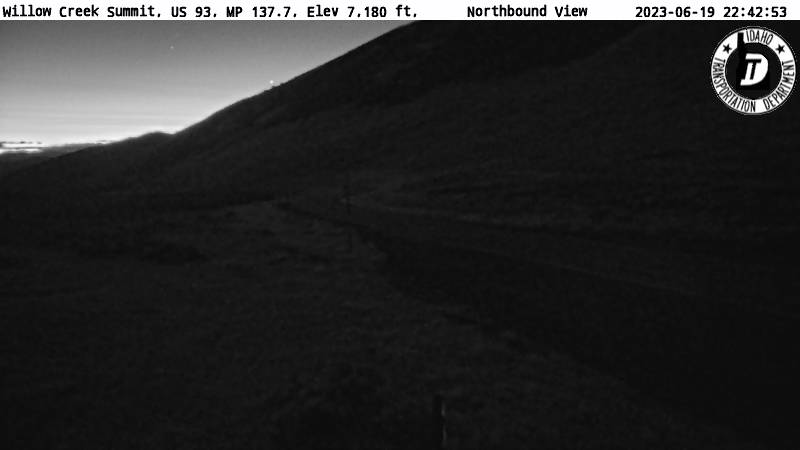 Willow Creek Summit, US 93, MP 137.7, Elev 7,180 ft, Northbound View 2023-06-19 22:42:53
IDAHO
TRANSPORTATION DEPARTMENT